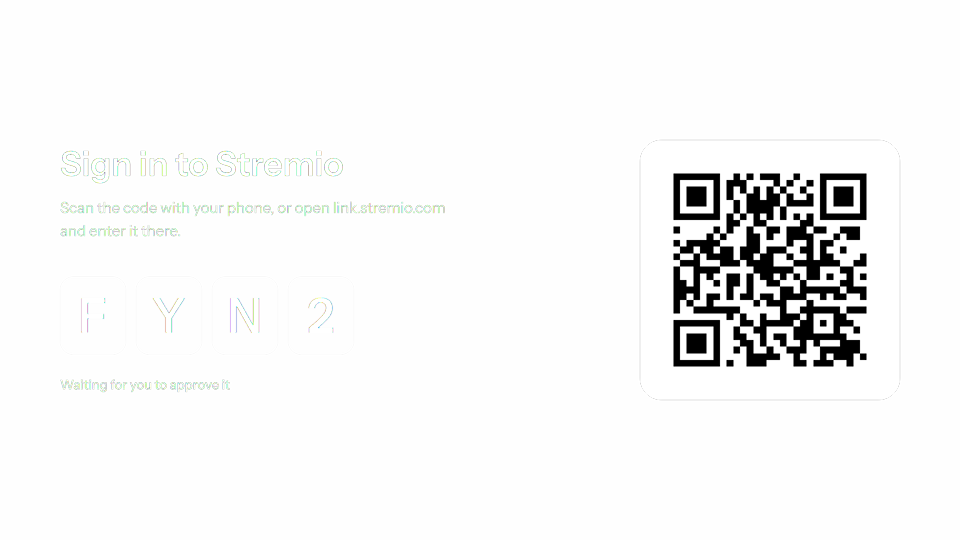 Sign in to Stremio
Scan the code with your phone, or open link.stremio.com
and enter it there.
F Y N 2
Waiting for you to approve it